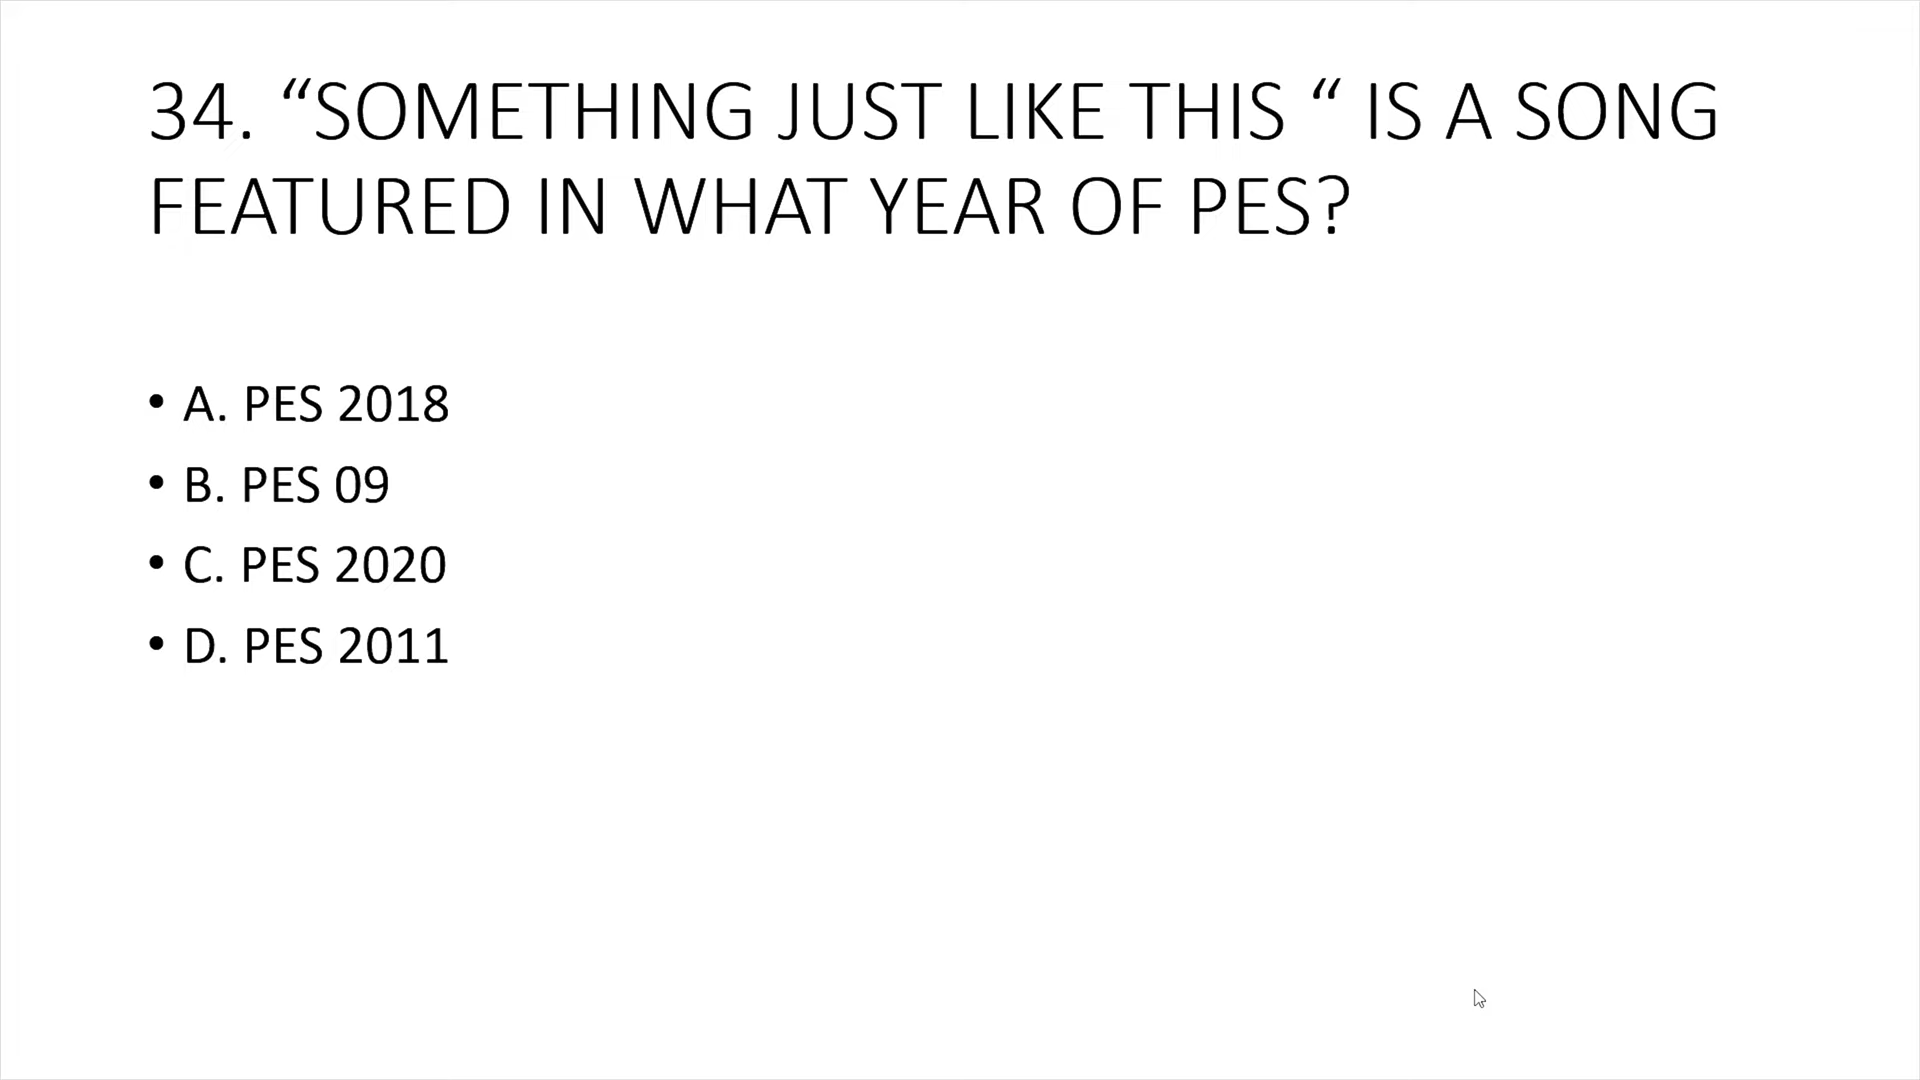 34. “SOMETHING JUST LIKE THIS “ IS A SONG
FEATURED IN WHAT YEAR OF PES?
• A. PES 2018
• B. PES 09
• C. PES 2020
• D. PES 2011